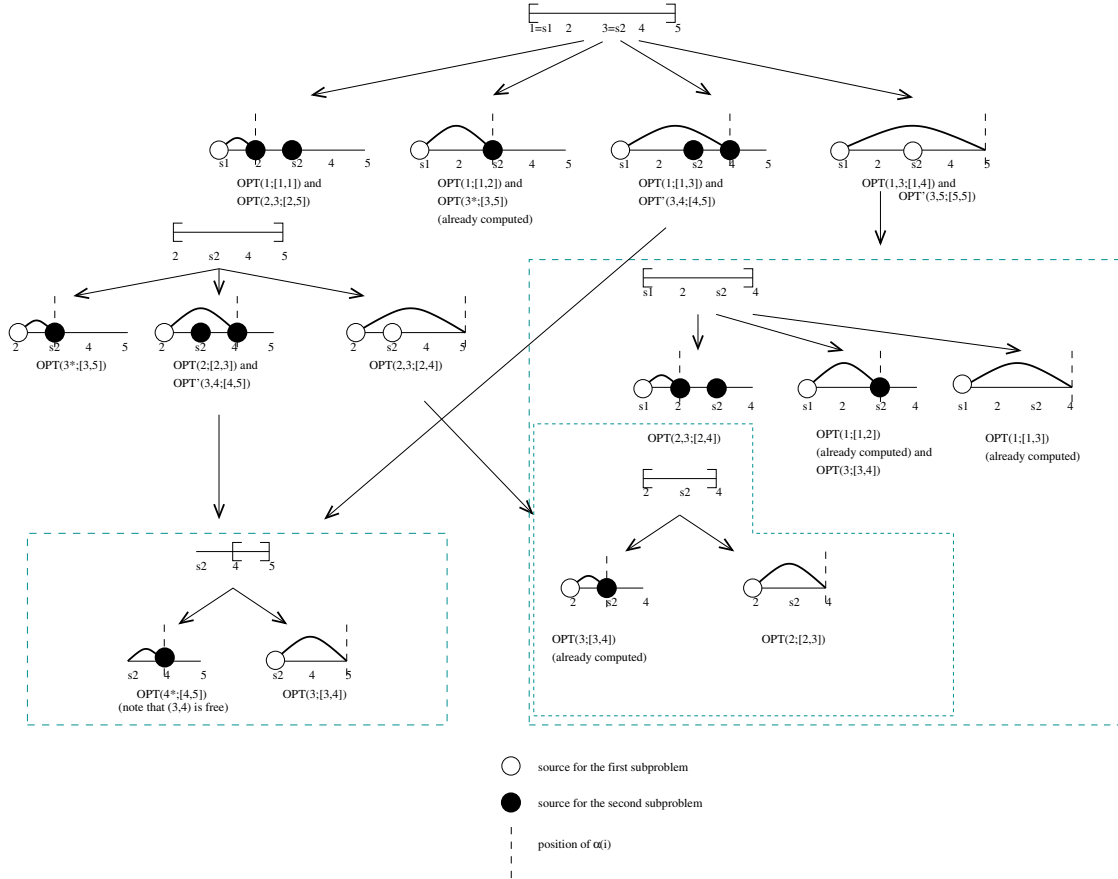 1=s1 2 3=s2 4 5
s1 2 s2 4 5
s1 2 s2 4 5
s1 2 s2 4 5
s1 2 s2 4 5
OPT(1;[1,1]) and
OPT(2,3;[2,5])
OPT(1;[1,2]) and
OPT(3*;[3,5])
(already computed)
OPT(1;[1,3]) and
OPT'(3,4;[4,5])
OPT(1,3;[1,4]) and
OPT'(3,5;[5,5])
2 s2 4 5
2 s2 4 5
2 s2 4 5
2 s2 4 5
OPT(3*;[3,5])
OPT(2;[2,3]) and
OPT'(3,4;[4,5])
OPT(2,3;[2,4])
s1 2 s2 4
s1 2 s2 4
s1 2 s2 4
s1 2 s2 4
OPT(2,3;[2,4])
OPT(1;[1,2])
(already computed) and
OPT(3;[3,4])
OPT(1;[1,3])
(already computed)
2 s2 4
2 s2 4
2 s2 4
OPT(3;[3,4])
(already computed)
OPT(2;[2,3])
s2 4 5
s2 4 5
s2 4 5
OPT(4*;[4,5])
(note that (3,4) is free)
OPT(3;[3,4])
source for the first subproblem
source for the second subproblem
position of α(i)